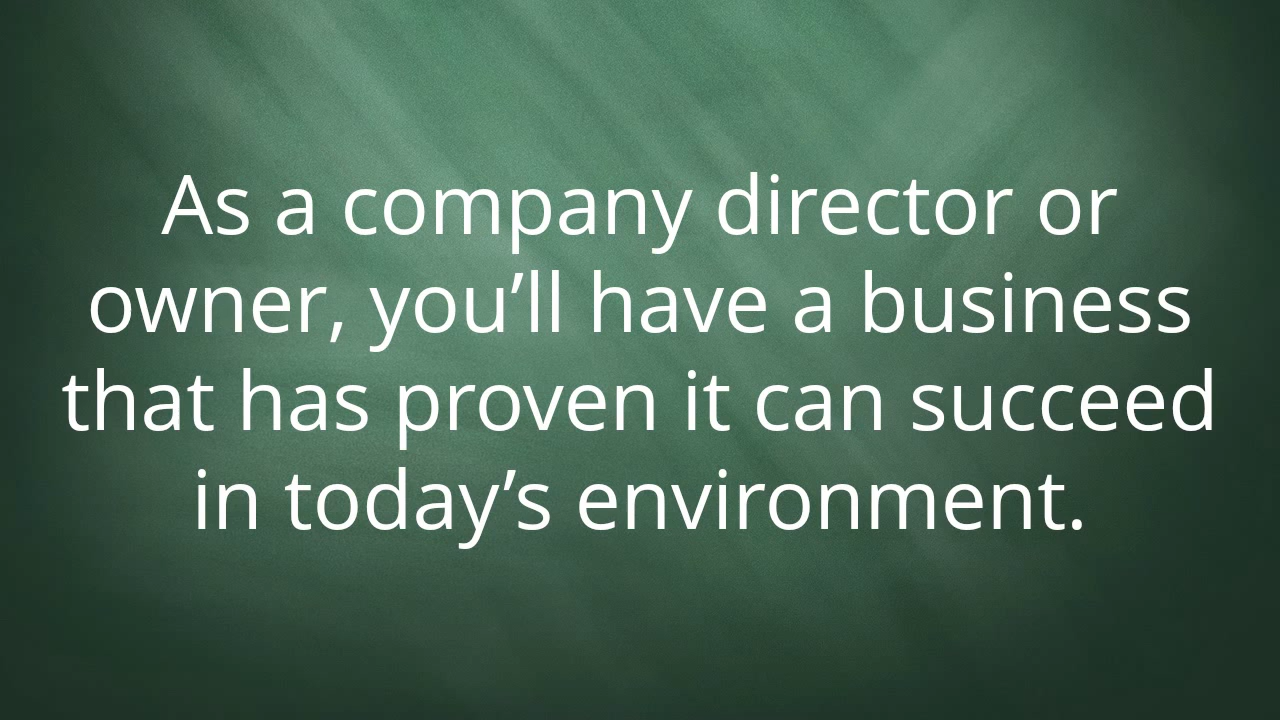 As a company director or
owner, you’ll have a business
that has proven it can succeed
in today’s environment.